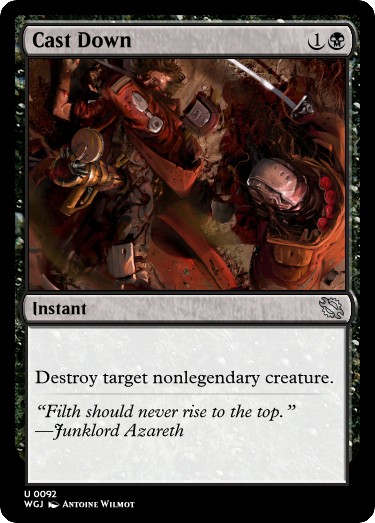 Cast Down 1
Instant
Destroy target nonlegendary creature.
“Filth should never rise to the top.”
—Junklord Azareth
U 0092
WGJ Antoine Wilmot